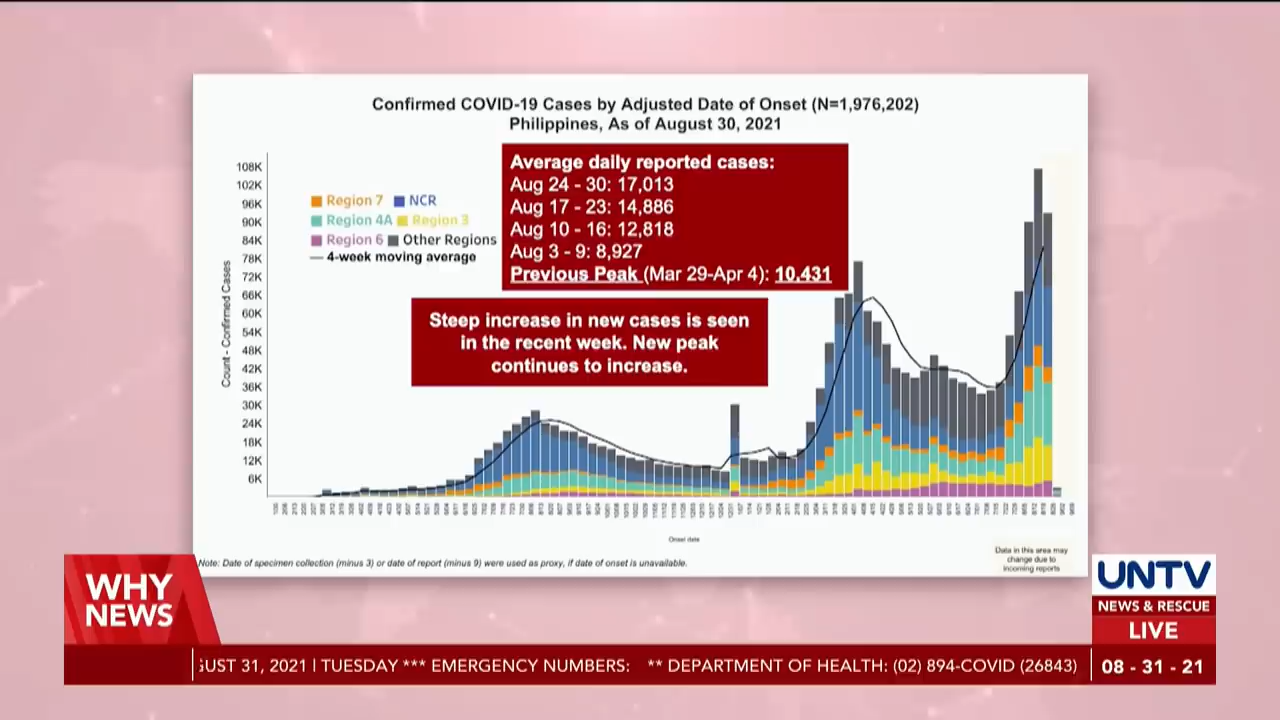 Confirmed COVID-19 Cases by Adjusted Date of Onset (N=1,976,202)
Philippines, As of August 30, 2021
Average daily reported cases:
Aug 24 - 30: 17,013
Aug 17 - 23: 14,886
Aug 10 - 16: 12,818
Aug 3 - 9: 8,927
Previous Peak (Mar 29-Apr 4): 10,431
Steep increase in new cases is seen
in the recent week. New peak
continues to increase.
Region 7 NCR
Region 4A Region 3
Region 6 Other Regions
4-week moving average
Count - Confirmed Cases
108K
102K
96K
90K
84K
78K
72K
66K
60K
54K
48K
42K
36K
30K
24K
18K
12K
6K
Onset date
Data in this area may
change due to
incoming reports
Note: Date of specimen collection (minus 3) or date of report (minus 9) were used as proxy, if date of onset is unavailable.
WHY
NEWS
UNTV
NEWS & RESCUE
LIVE
GUST 31, 2021 | TUESDAY *** EMERGENCY NUMBERS: ** DEPARTMENT OF HEALTH: (02) 894-COVID (26843)
08 - 31 - 21